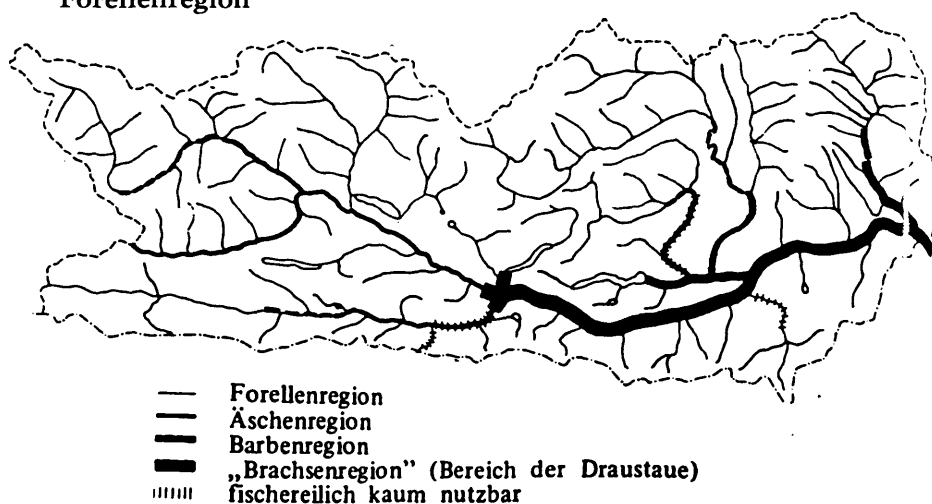 Forellenregion
Forellenregion
Äschenregion
Barbenregion
„Brachsenregion” (Bereich der Draustaue)
fischereilich kaum nutzbar